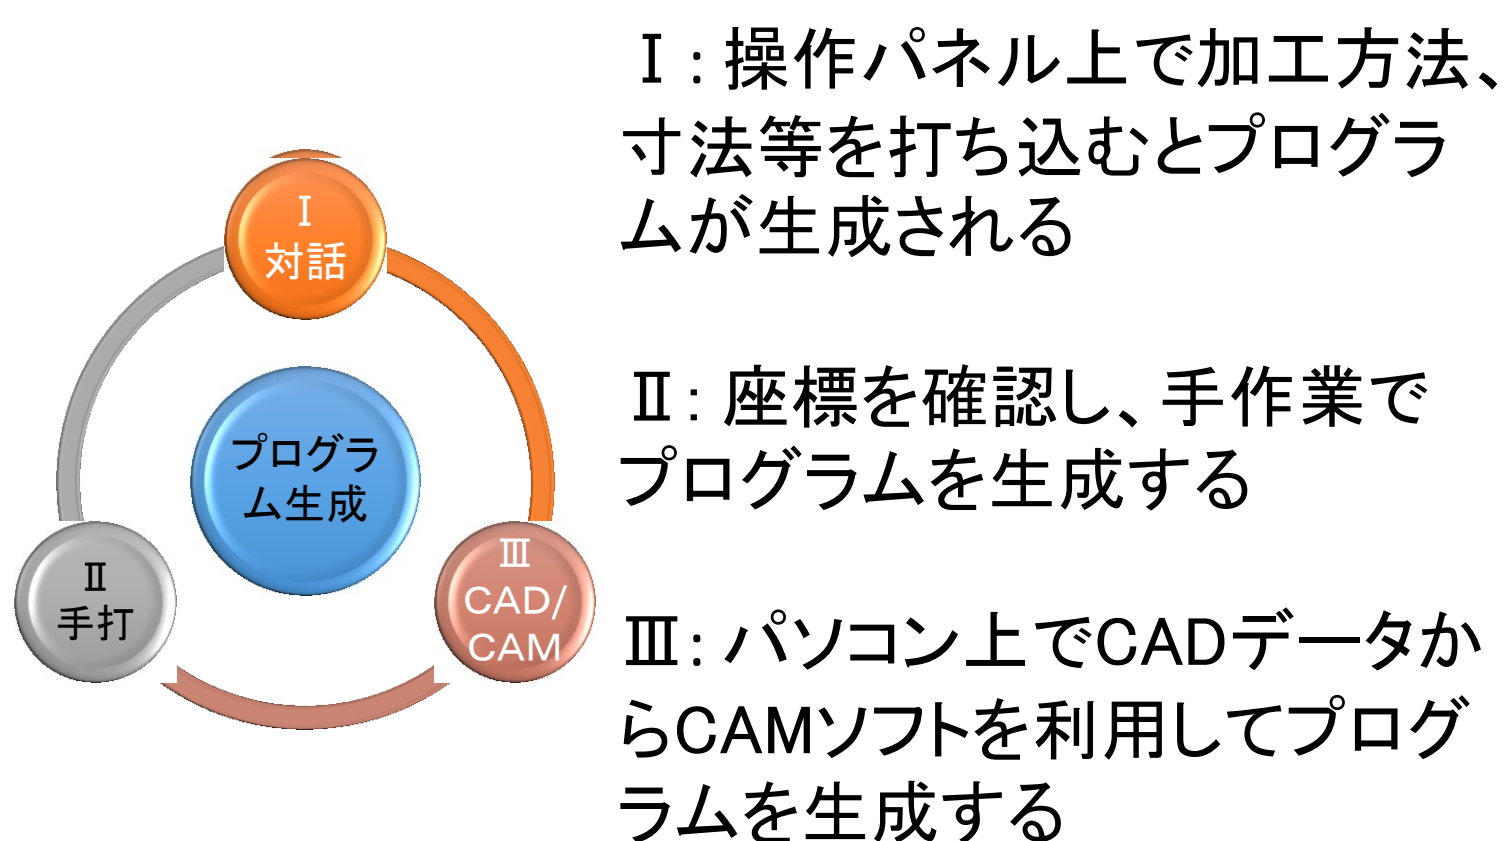 Ⅰ
対話
プログラ
ム生成
Ⅱ
手打
Ⅲ
CAD/
CAM
Ⅰ:操作パネル上で加工方法、
寸法等を打ち込むとプログラ
ムが生成される
Ⅱ:座標を確認し、手作業で
プログラムを生成する
Ⅲ:パソコン上でCADデータか
らCAMソフトを利用してプログ
ラムを生成する